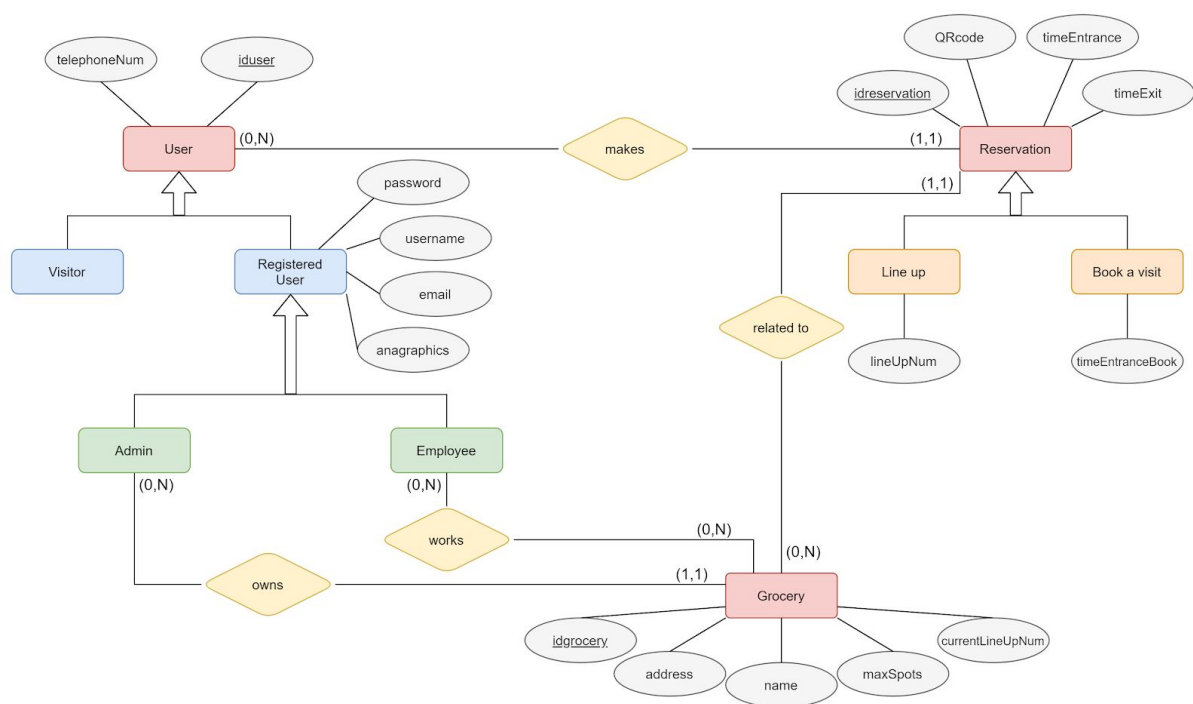 QRcode
timeEntrance
telephoneNum
iduser
idreservation
timeExit
User
(0,N)
makes
(1,1)
Reservation
(1,1)
password
username
Visitor
Registered
User
Line up
Book a visit
email
related to
anagraphics
lineUpNum
timeEntranceBook
Admin
Employee
(0,N)
(0,N)
works
(0,N)
(0,N)
owns
(1,1)
Grocery
idgrocery
currentLineUpNum
address
maxSpots
name